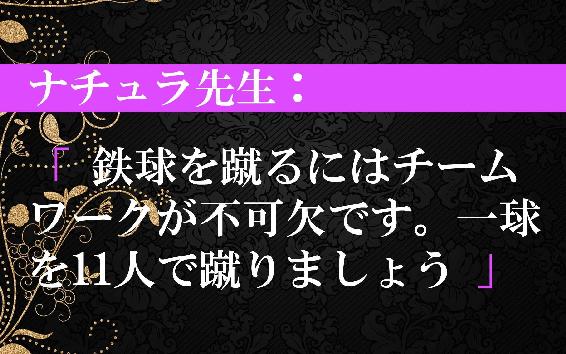 ナチュラ先生：
「 鉄球を蹴るにはチーム
ワークが不可欠です。一球
を11人で蹴りましょう 」